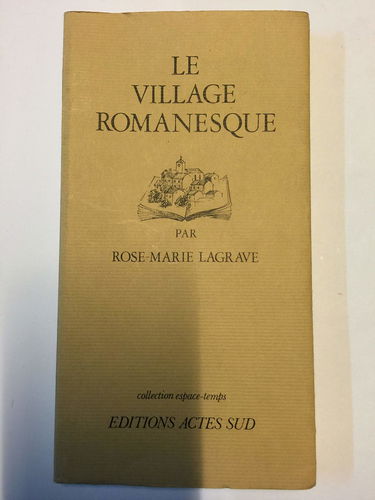 LE
VILLAGE
ROMANESQUE
PAR
ROSE-MARIE LAGRAVE
collection espace-temps
EDITIONS ACTES SUD